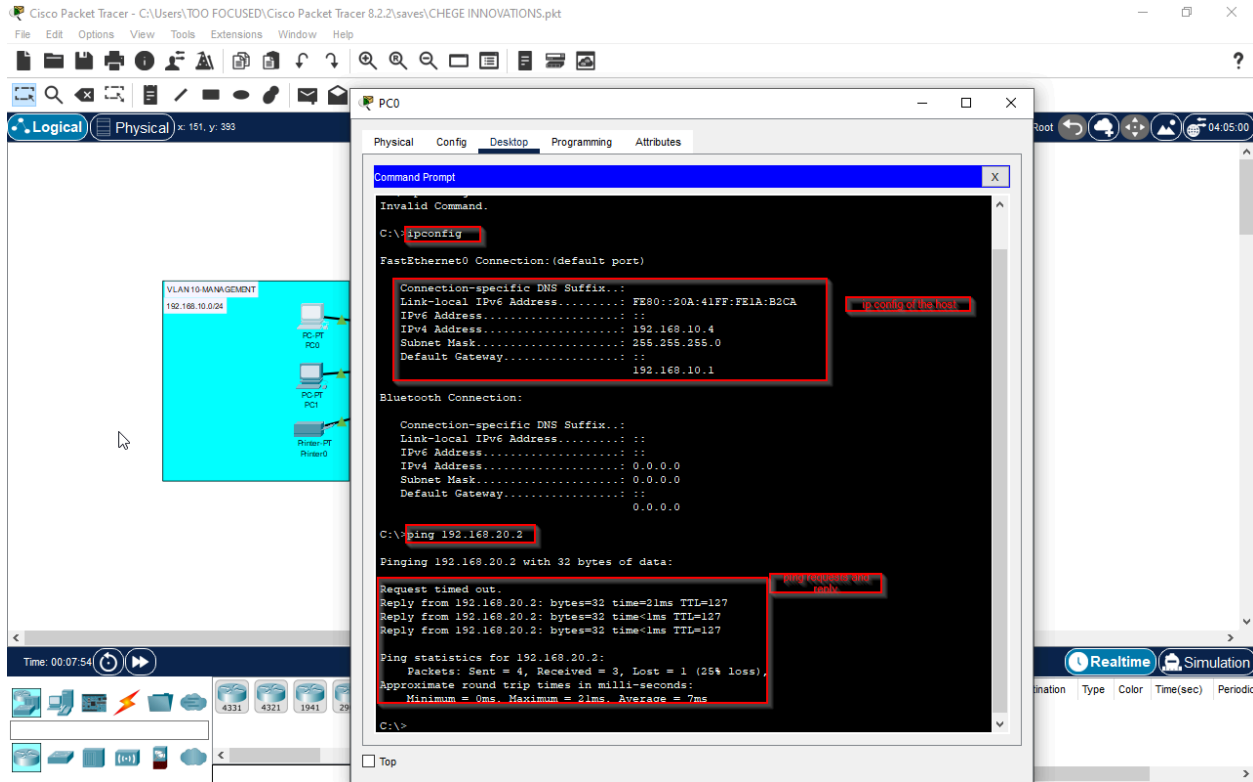 Cisco Packet Tracer - C:\Users\TOO FOCUSED\Cisco Packet Tracer 8.2.2\saves\CHEGE INNOVATIONS.pkt
File Edit Options View Tools Extensions Window Help
?
PC0
Logical Physical x: 151, y: 393
Root 04:05:00
Physical Config Desktop Programming Attributes
Command Prompt X
Invalid Command.
C:\>ipconfig
FastEthernet0 Connection:(default port)
Connection-specific DNS Suffix..:
Link-local IPv6 Address.........: FE80::20A:41FF:FE1A:B2CA
IPv6 Address....................: ::
IPv4 Address....................: 192.168.10.4
Subnet Mask.....................: 255.255.255.0
Default Gateway.................: ::
192.168.10.1
ip config of the host
Bluetooth Connection:
Connection-specific DNS Suffix..:
Link-local IPv6 Address.........: ::
IPv6 Address....................: ::
IPv4 Address....................: 0.0.0.0
Subnet Mask.....................: 0.0.0.0
Default Gateway.................: ::
0.0.0.0
C:\>ping 192.168.20.2
Pinging 192.168.20.2 with 32 bytes of data:
Request timed out.
Reply from 192.168.20.2: bytes=32 time=21ms TTL=127
Reply from 192.168.20.2: bytes=32 time<1ms TTL=127
Reply from 192.168.20.2: bytes=32 time<1ms TTL=127
ping requests and
reply
Ping statistics for 192.168.20.2:
Packets: Sent = 4, Received = 3, Lost = 1 (25% loss),
Approximate round trip times in milli-seconds:
Minimum = 0ms, Maximum = 21ms, Average = 7ms
C:\>
Top
VLAN 10-MANAGEMENT
192.168.10.0/24
PC-PT
PC0
PC-PT
PC1
Printer-PT
Printer0
Time: 00:07:54
Realtime Simulation
4331 4321 1941
Type Color Time(sec)